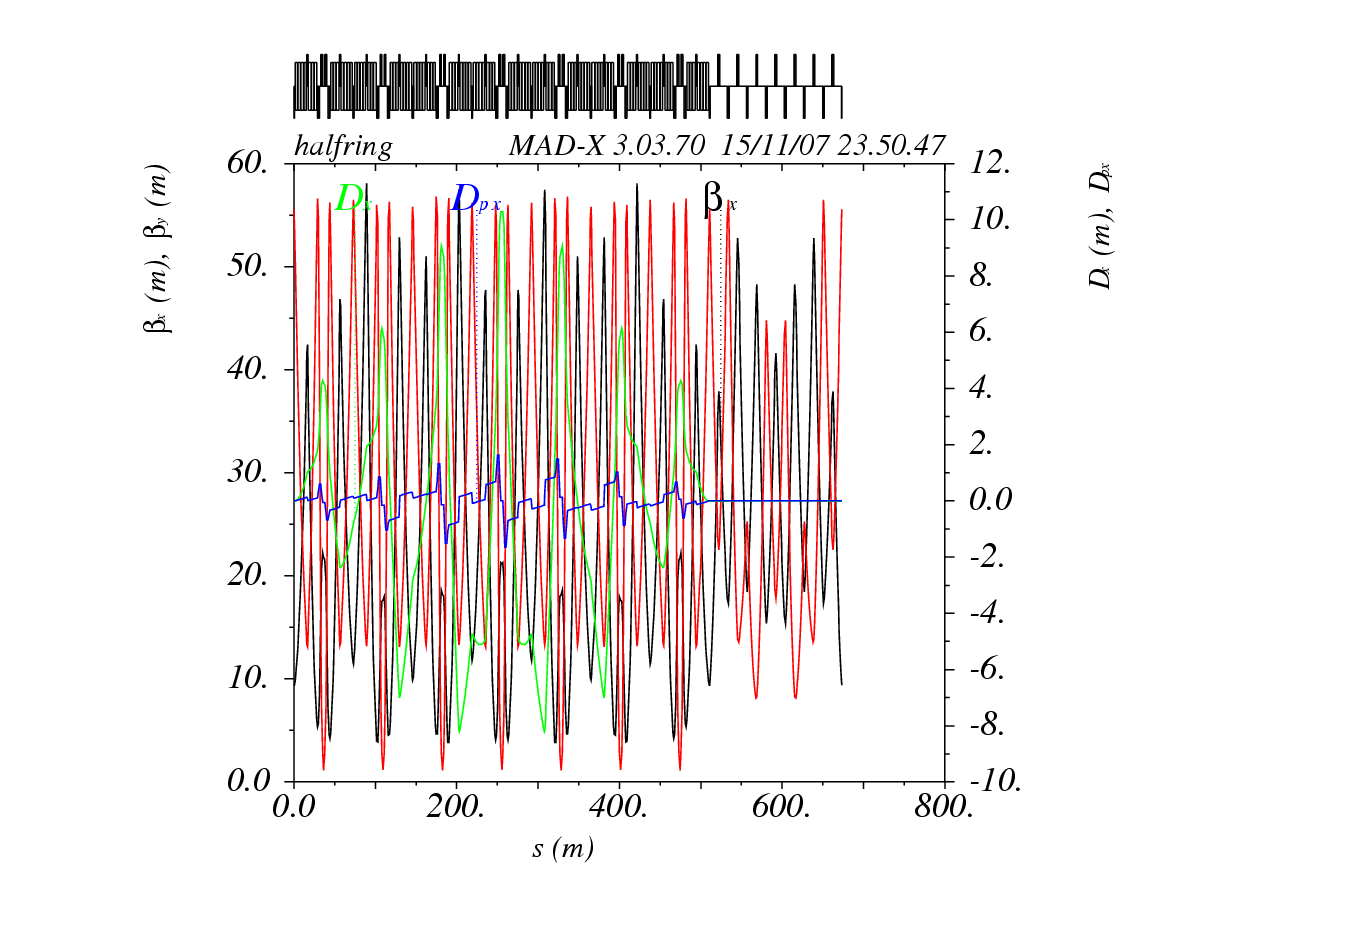 halfring MAD-X 3.03.70 15/11/07 23.50.47
βx (m), βy (m)
Dx (m), Dpx
Dx
Dpx
βx
60.
50.
40.
30.
20.
10.
0.0
12.
10.
8.
6.
4.
2.
0.0
-2.
-4.
-6.
-8.
-10.
0.0 200. 400. 600. 800.
s (m)